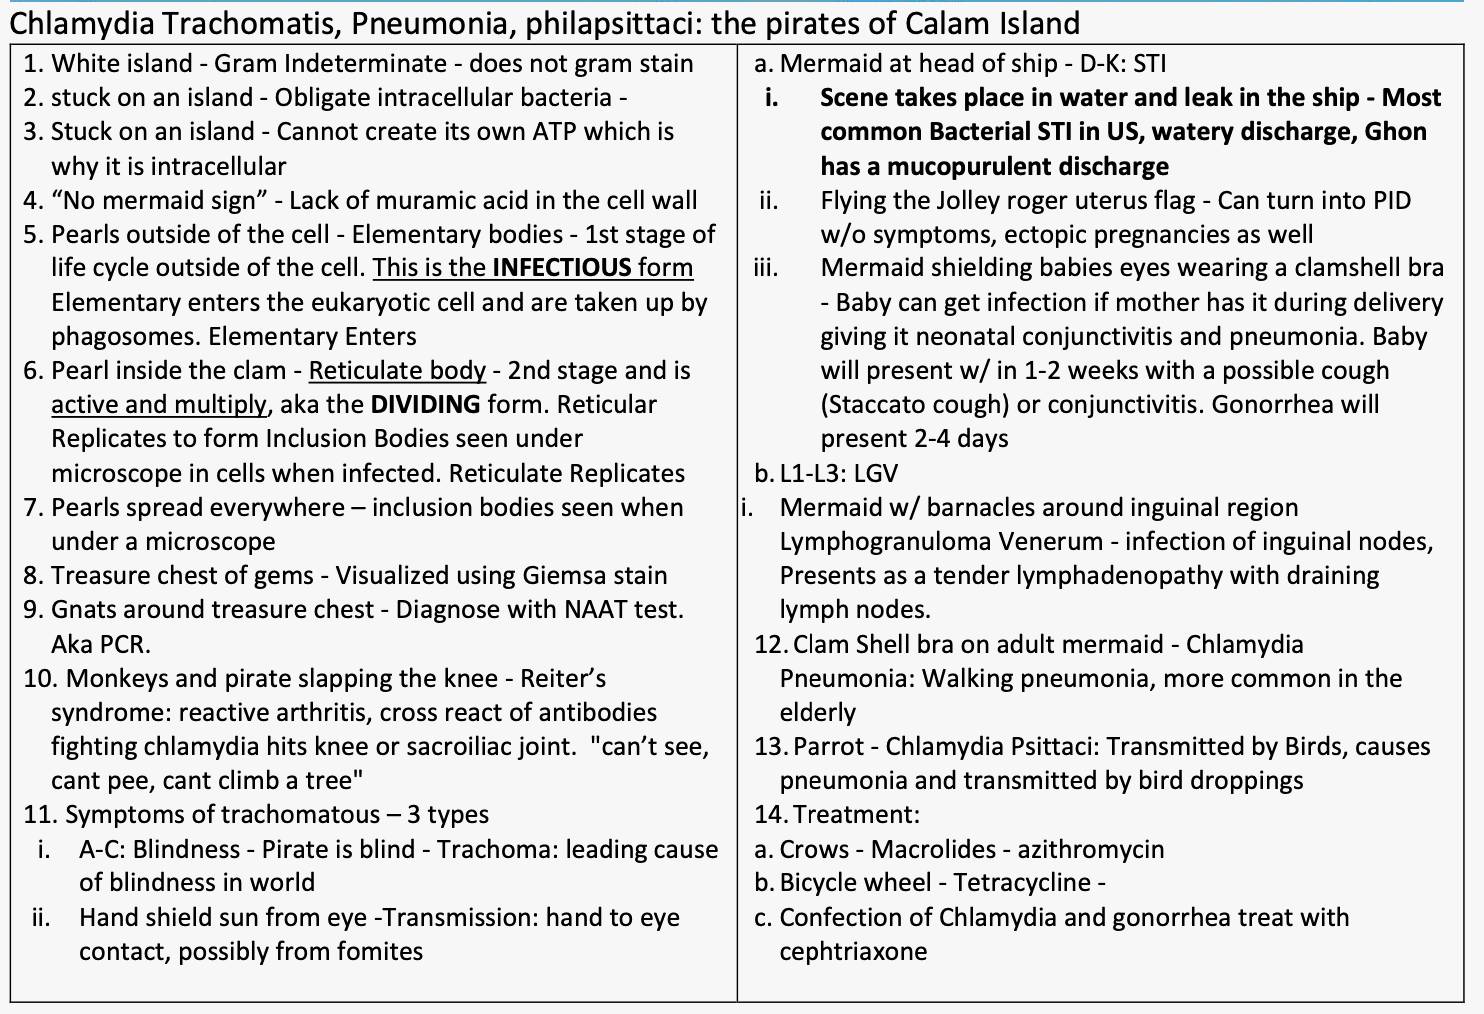 Chlamydia Trachomatis, Pneumonia, philapsittaci: the pirates of Calam Island
1. White island - Gram Indeterminate - does not gram stain
2. stuck on an island - Obligate intracellular bacteria -
3. Stuck on an island - Cannot create its own ATP which is
why it is intracellular
4. “No mermaid sign” - Lack of muramic acid in the cell wall
5. Pearls outside of the cell - Elementary bodies - 1st stage of
life cycle outside of the cell. This is the INFECTIOUS form
Elementary enters the eukaryotic cell and are taken up by
phagosomes. Elementary Enters
6. Pearl inside the clam - Reticulate body - 2nd stage and is
active and multiply, aka the DIVIDING form. Reticular
Replicates to form Inclusion Bodies seen under
microscope in cells when infected. Reticulate Replicates
7. Pearls spread everywhere – inclusion bodies seen when
under a microscope
8. Treasure chest of gems - Visualized using Giemsa stain
9. Gnats around treasure chest - Diagnose with NAAT test.
Aka PCR.
10. Monkeys and pirate slapping the knee - Reiter’s
syndrome: reactive arthritis, cross react of antibodies
fighting chlamydia hits knee or sacroiliac joint. "can’t see,
cant pee, cant climb a tree"
11. Symptoms of trachomatous – 3 types
i. A-C: Blindness - Pirate is blind - Trachoma: leading cause
of blindness in world
ii. Hand shield sun from eye -Transmission: hand to eye
contact, possibly from fomites
a. Mermaid at head of ship - D-K: STI
i. Scene takes place in water and leak in the ship - Most
common Bacterial STI in US, watery discharge, Ghon
has a mucopurulent discharge
ii. Flying the Jolley roger uterus flag - Can turn into PID
w/o symptoms, ectopic pregnancies as well
iii. Mermaid shielding babies eyes wearing a clamshell bra
- Baby can get infection if mother has it during delivery
giving it neonatal conjunctivitis and pneumonia. Baby
will present w/ in 1-2 weeks with a possible cough
(Staccato cough) or conjunctivitis. Gonorrhea will
present 2-4 days
b. L1-L3: LGV
i. Mermaid w/ barnacles around inguinal region
Lymphogranuloma Venerum - infection of inguinal nodes,
Presents as a tender lymphadenopathy with draining
lymph nodes.
12. Clam Shell bra on adult mermaid - Chlamydia
Pneumonia: Walking pneumonia, more common in the
elderly
13. Parrot - Chlamydia Psittaci: Transmitted by Birds, causes
pneumonia and transmitted by bird droppings
14. Treatment:
a. Crows - Macrolides - azithromycin
b. Bicycle wheel - Tetracycline -
c. Confection of Chlamydia and gonorrhea treat with
cephtriaxone